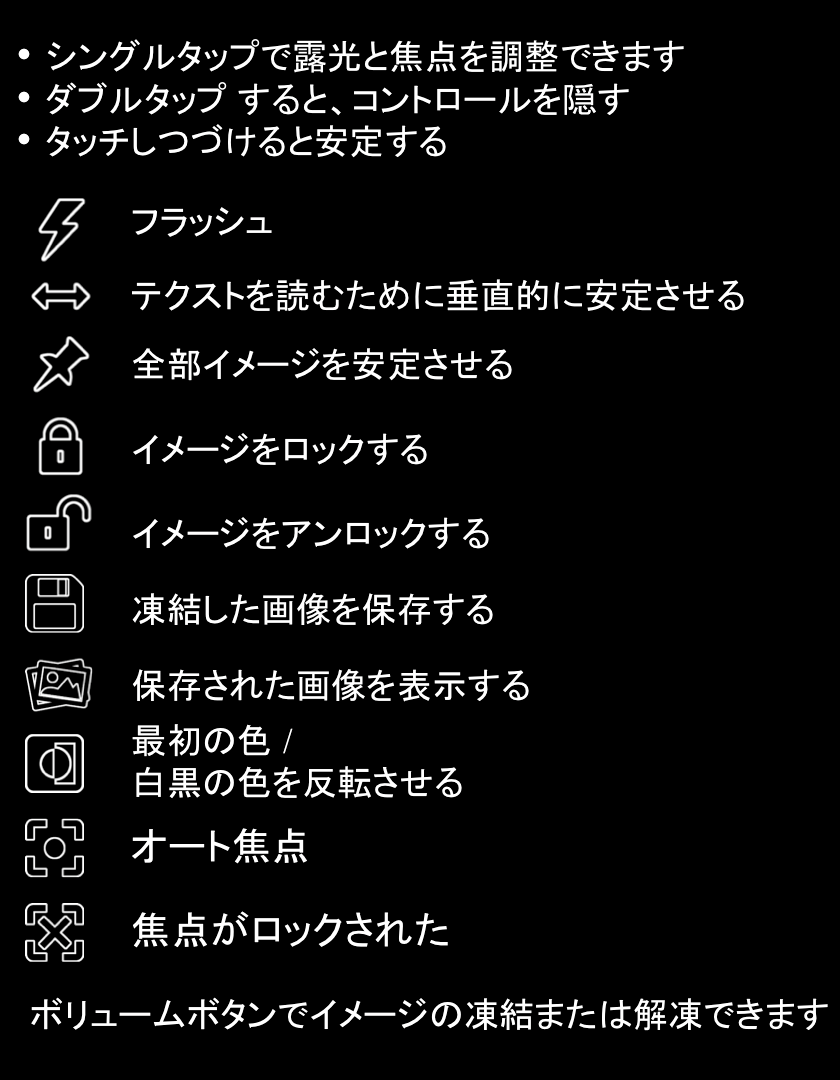 • シングルタップで露光と焦点を調整できます
• ダブルタップ すると、コントロールを隠す
• タッチしつづけると安定する
フラッシュ
テクストを読むために垂直的に安定させる
全部イメージを安定させる
イメージをロックする
イメージをアンロックする
凍結した画像を保存する
保存された画像を表示する
最初の色 /
白黒の色を反転させる
オート焦点
焦点がロックされた
ボリュームボタンでイメージの凍結または解凍できます